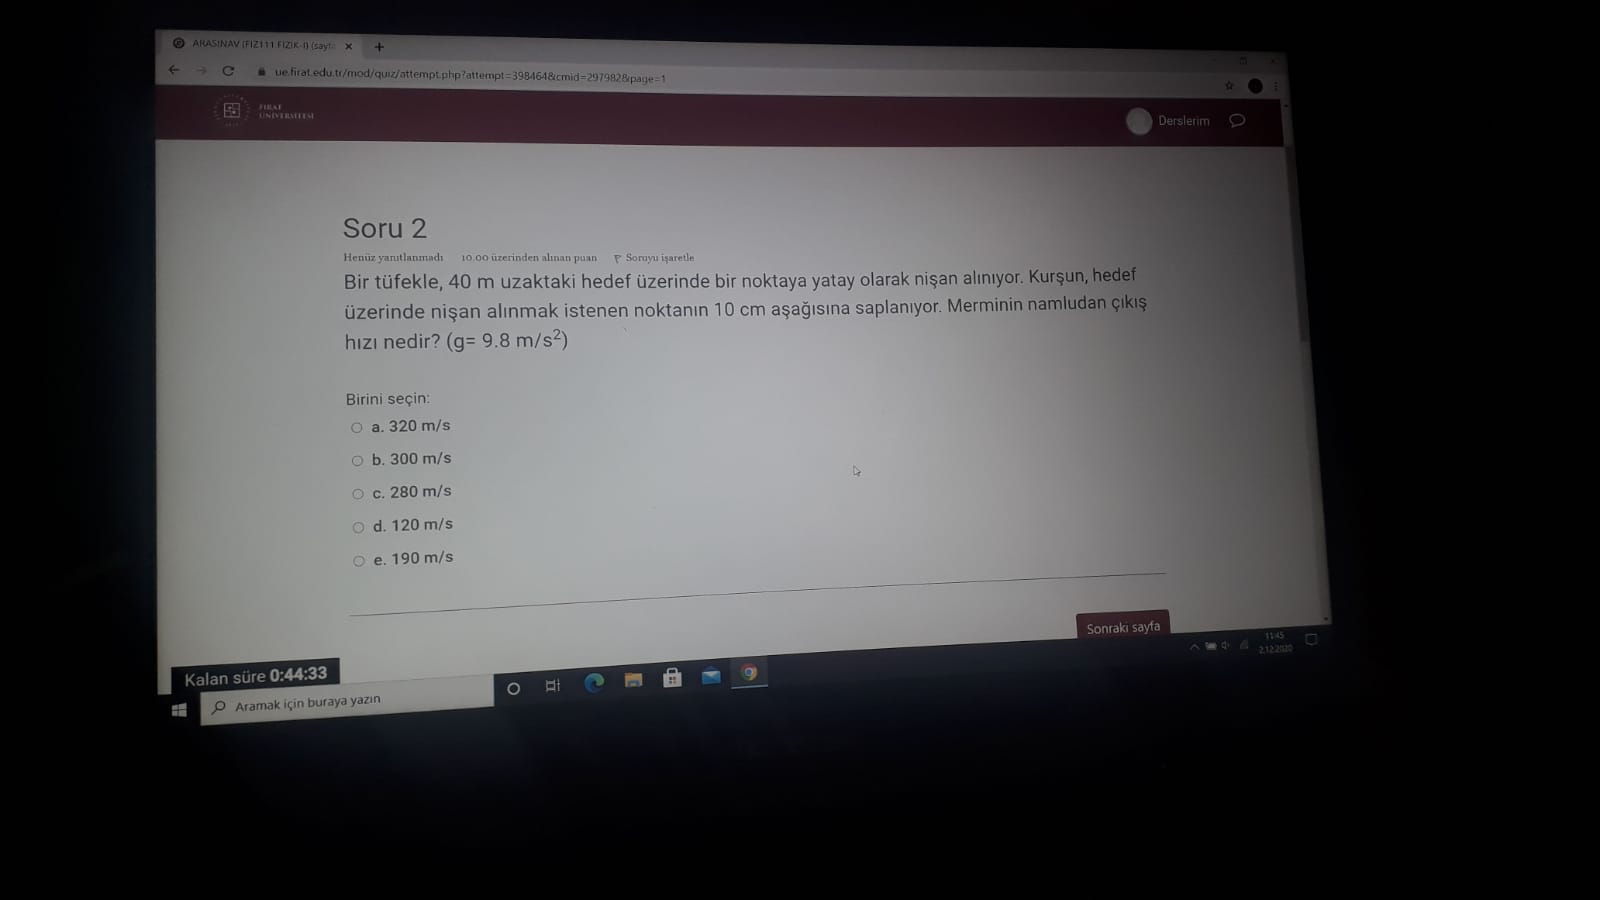 ARASINAV (FIZ111 FIZIK-I) (sayfa
ue.firat.edu.tr/mod/quiz/attempt.php?attempt=398464&cmid=297982&page=1
FIRAT
ÜNİVERSİTESİ
Derslerim
Soru 2
Henüz yanıtlanmadı 10,00 üzerinden alınan puan Soruyu işaretle
Bir tüfekle, 40 m uzaktaki hedef üzerinde bir noktaya yatay olarak nişan alınıyor. Kurşun, hedef
üzerinde nişan alınmak istenen noktanın 10 cm aşağısına saplanıyor. Merminin namludan çıkış
hızı nedir? (g= 9.8 m/s²)
Birini seçin:
a. 320 m/s
b. 300 m/s
c. 280 m/s
d. 120 m/s
e. 190 m/s
Sonraki sayfa
Kalan süre 0:44:33
Aramak için buraya yazın
11:45
2.12.2020